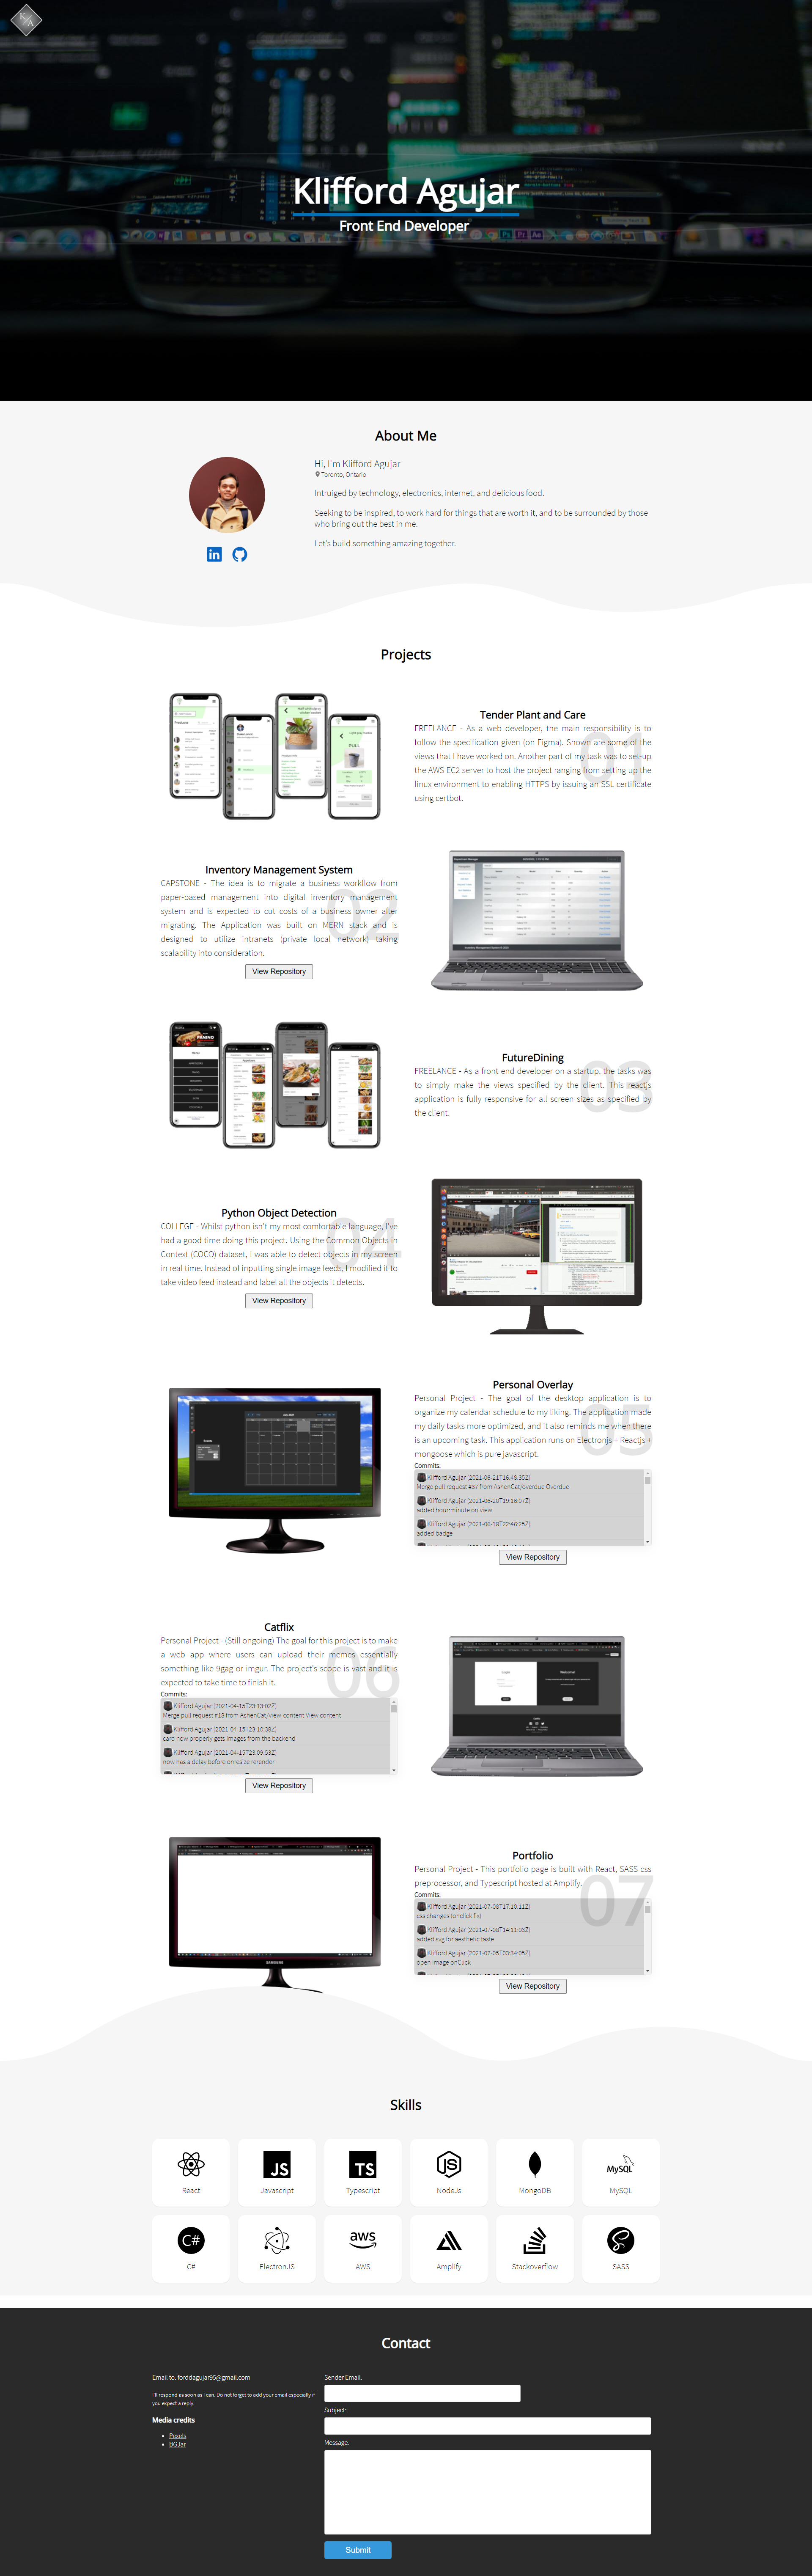 K
A
Klifford Agujar
Front End Developer
About Me
Hi, I'm Klifford Agujar
Toronto, Ontario
Intruiged by technology, electronics, internet, and delicious food.
Seeking to be inspired, to work hard for things that are worth it, and to be surrounded by those
who bring out the best in me.
Let's build something amazing together.
Projects
Tender Plant and Care
01
FREELANCE - As a web developer, the main responsibility is to
follow the specification given (on Figma). Shown are some of the
views that I have worked on. Another part of my task was to set-up
the AWS EC2 server to host the project ranging from setting up the
linux environment to enabling HTTPS by issuing an SSL certificate
using certbot.
Inventory Management System
02
CAPSTONE - The idea is to migrate a business workflow from
paper-based management into digital inventory management
system and is expected to cut costs of a business owner after
migrating. The Application was built on MERN stack and is
designed to utilize intranets (private local network) taking
scalability into consideration.
View Repository
FutureDining
03
FREELANCE - As a front end developer on a startup, the tasks was
to simply make the views specified by the client. This reactjs
application is fully responsive for all screen sizes as specified by
the client.
Python Object Detection
04
COLLEGE - Whilst python isn't my most comfortable language, I've
had a good time doing this project. Using the Common Objects in
Context (COCO) dataset, I was able to detect objects in my screen
in real time. Instead of inputting single image feeds, I modified it to
take video feed instead and label all the objects it detects.
View Repository
Personal Overlay
05
Personal Project - The goal of the desktop application is to
organize my calendar schedule to my liking. The application made
my daily tasks more optimized, and it also reminds me when there
is an upcoming task. This application runs on Electronjs + Reactjs +
mongoose which is pure javascript.
Commits:
Klifford Agujar (2021-06-21T16:48:35Z)
Merge pull request #37 from AshenCat/overdue Overdue
Klifford Agujar (2021-06-20T19:16:07Z)
added hour:minute on view
Klifford Agujar (2021-06-18T22:46:25Z)
added badge
View Repository
Catflix
06
Personal Project - (Still ongoing) The goal for this project is to make
a web app where users can upload their memes essentially
something like 9gag or imgur. The project's scope is vast and it is
expected to take time to finish it.
Commits:
Klifford Agujar (2021-04-15T23:13:02Z)
Merge pull request #18 from AshenCat/view-content View content
Klifford Agujar (2021-04-15T23:10:38Z)
card now properly gets images from the backend
Klifford Agujar (2021-04-15T23:09:53Z)
now has a delay before onresize rerender
View Repository
Portfolio
07
Personal Project - This portfolio page is built with React, SASS css
preprocessor, and Typescript hosted at Amplify.
Commits:
Klifford Agujar (2021-07-08T17:10:11Z)
css changes (onclick fix)
Klifford Agujar (2021-07-08T14:11:03Z)
added svg for aesthetic taste
Klifford Agujar (2021-07-05T03:34:05Z)
open image onClick
View Repository
SAMSUNG
Skills
JS
TS
MySQL
React
Javascript
Typescript
NodeJs
MongoDB
MySQL
C#
aws
C#
ElectronJS
AWS
Amplify
Stackoverflow
SASS
Contact
Email to: forddagujar95@gmail.com
I'll respond as soon as I can. Do not forget to add your email especially if
you expect a reply.
Media credits
Pexels
BGJar
Sender Email:
Subject:
Message:
Submit